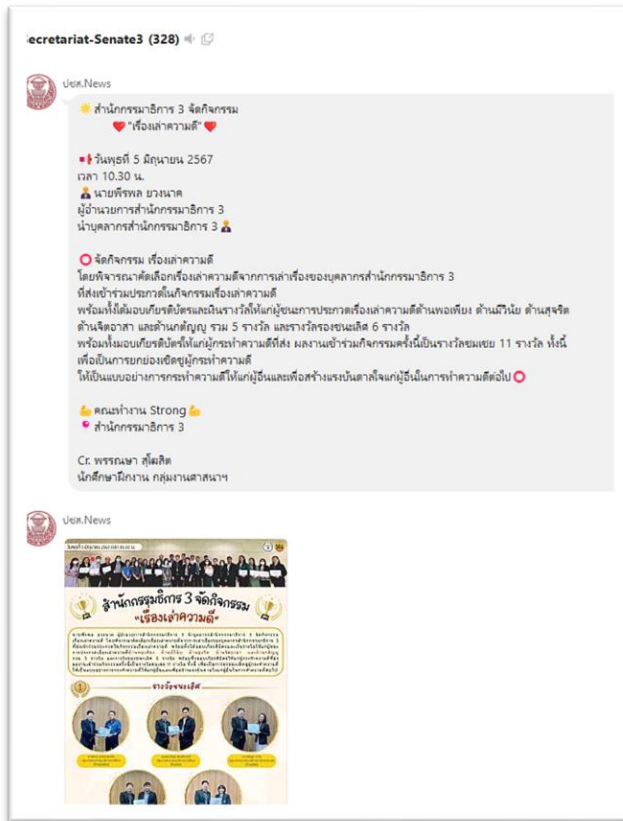 ecretariat-Senate3 (328)
ปชส.News
สำนักกรรมาธิการ 3 จัดกิจกรรม
"เรื่องเล่าความดี"
วันพุธที่ 5 มิถุนายน 2567
เวลา 10.30 น.
นายพีรพล ยวงนาค
ผู้อำนวยการสำนักกรรมาธิการ 3
นำบุคลากรสำนักกรรมาธิการ 3
จัดกิจกรรม เรื่องเล่าความดี
โดยพิจารณาคัดเลือกเรื่องเล่าความดีจากการเล่าเรื่องของบุคลากรสำนักกรรมาธิการ 3
ที่ส่งเข้าร่วมประกวดในกิจกรรมเรื่องเล่าความดี
พร้อมทั้งได้มอบเกียรติบัตรและเงินรางวัลให้แก่ผู้ชนะการประกวดเรื่องเล่าความดีด้านพอเพียง ด้านมีวินัย ด้านสุจริต
ด้านจิตอาสา และด้านกตัญญู รวม 5 รางวัล และรางวัลรองชนะเลิศ 6 รางวัล
พร้อมทั้งมอบเกียรติบัตรให้แก่ผู้กระทำความดีที่ส่ง ผลงานเข้าร่วมกิจกรรมครั้งนี้เป็นรางวัลชมเชย 11 รางวัล ทั้งนี้
เพื่อเป็นการยกย่องเชิดชูผู้กระทำความดี
ให้เป็นแบบอย่างการกระทำความดีให้แก่ผู้อื่นและเพื่อสร้างแรงบันดาลใจแก่ผู้อื่นในการทำความดีต่อไป
คณะทำงาน Strong
สำนักกรรมาธิการ 3
Cr. พรรณษา สุโฆสิต
นักศึกษาฝึกงาน กลุ่มงานศาสนาฯ
ปชส.News
สำนักกรรมาธิการ 3 จัดกิจกรรม
"เรื่องเล่าความดี"
รางวัลชนะเลิศ